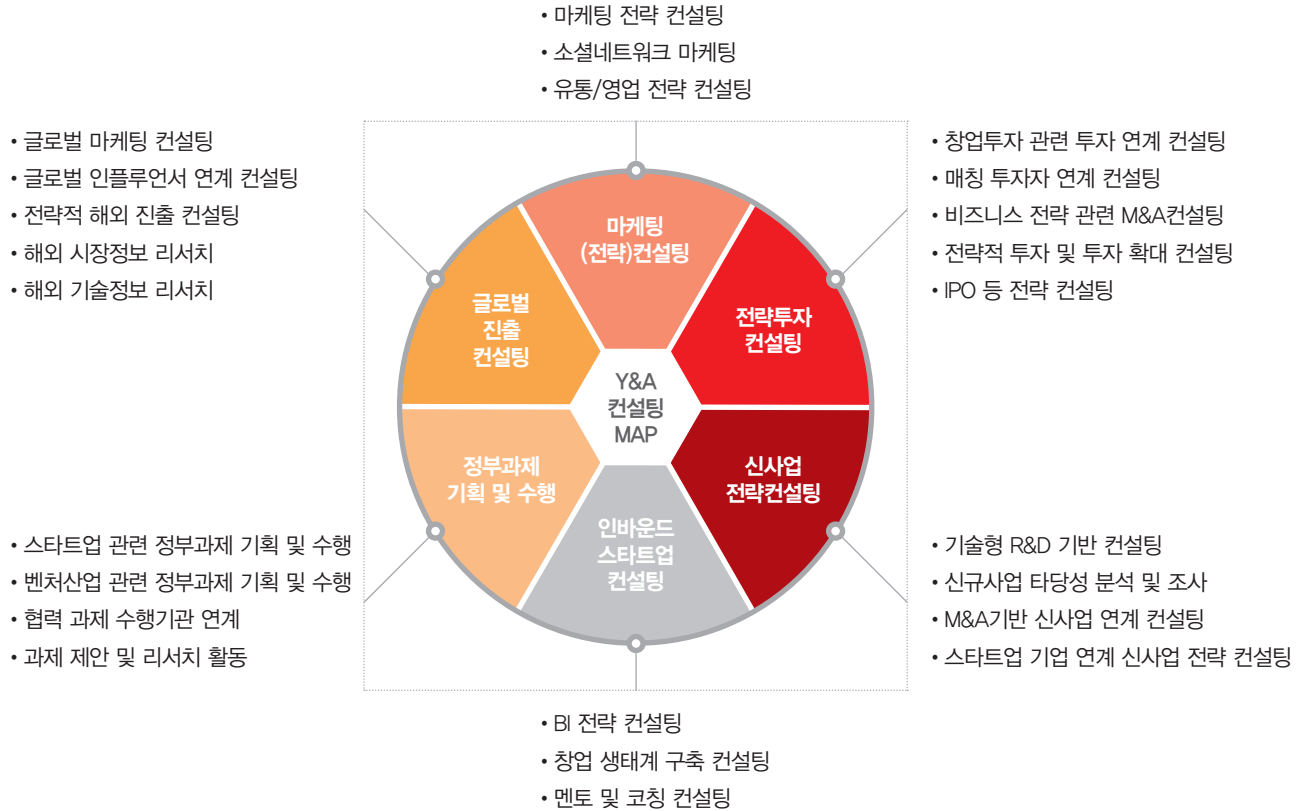 • 마케팅 전략 컨설팅
• 소셜네트워크 마케팅
• 유통/영업 전략 컨설팅
• 글로벌 마케팅 컨설팅
• 글로벌 인플루언서 연계 컨설팅
• 전략적 해외 진출 컨설팅
• 해외 시장정보 리서치
• 해외 기술정보 리서치
• 창업투자 관련 투자 연계 컨설팅
• 매칭 투자자 연계 컨설팅
• 비즈니스 전략 관련 M&A컨설팅
• 전략적 투자 및 투자 확대 컨설팅
• IPO 등 전략 컨설팅
마케팅
(전략)컨설팅
글로벌
진출
컨설팅
전략투자
컨설팅
Y&A
컨설팅
MAP
정부과제
기획 및 수행
신사업
전략컨설팅
인바운드
스타트업
컨설팅
• 스타트업 관련 정부과제 기획 및 수행
• 벤처산업 관련 정부과제 기획 및 수행
• 협력 과제 수행기관 연계
• 과제 제안 및 리서치 활동
• 기술형 R&D 기반 컨설팅
• 신규사업 타당성 분석 및 조사
• M&A기반 신사업 연계 컨설팅
• 스타트업 기업 연계 신사업 전략 컨설팅
• BI 전략 컨설팅
• 창업 생태계 구축 컨설팅
• 멘토 및 코칭 컨설팅